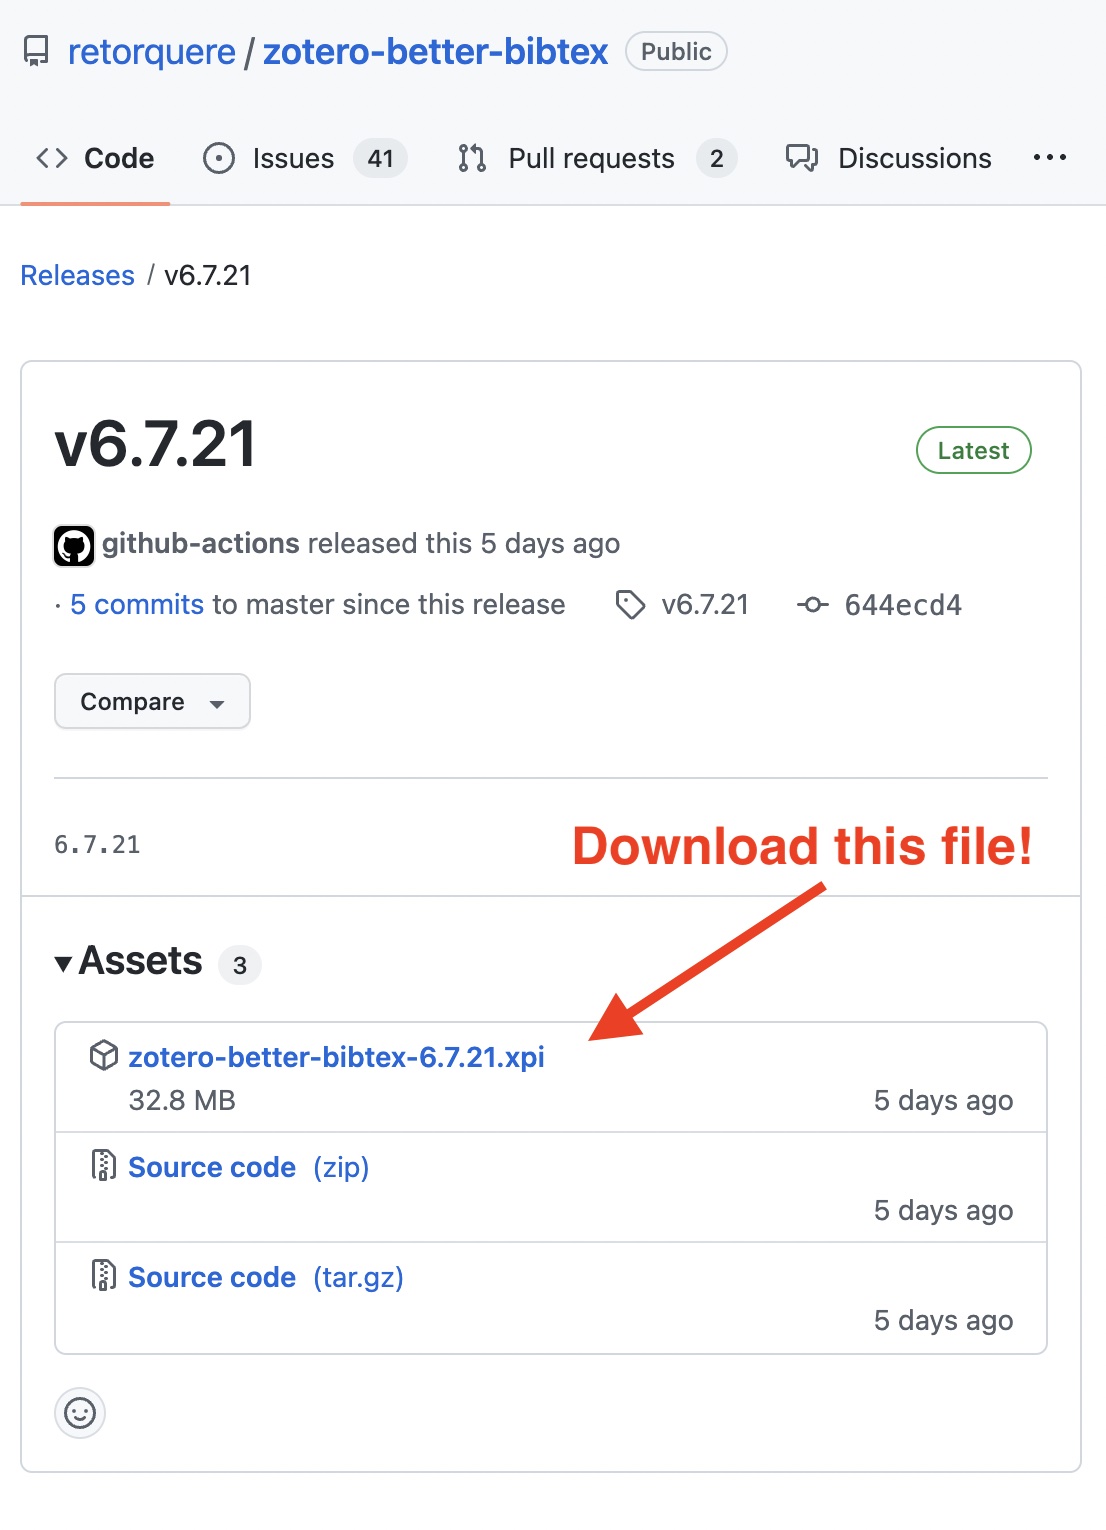 retorquere / zotero-better-bibtex Public
Code Issues 41 Pull requests 2 Discussions ...
Releases / v6.7.21
v6.7.21 Latest
github-actions released this 5 days ago
· 5 commits to master since this release v6.7.21 644ecd4
Compare
6.7.21
Download this file!
Assets 3
zotero-better-bibtex-6.7.21.xpi
32.8 MB 5 days ago
Source code (zip)
5 days ago
Source code (tar.gz)
5 days ago